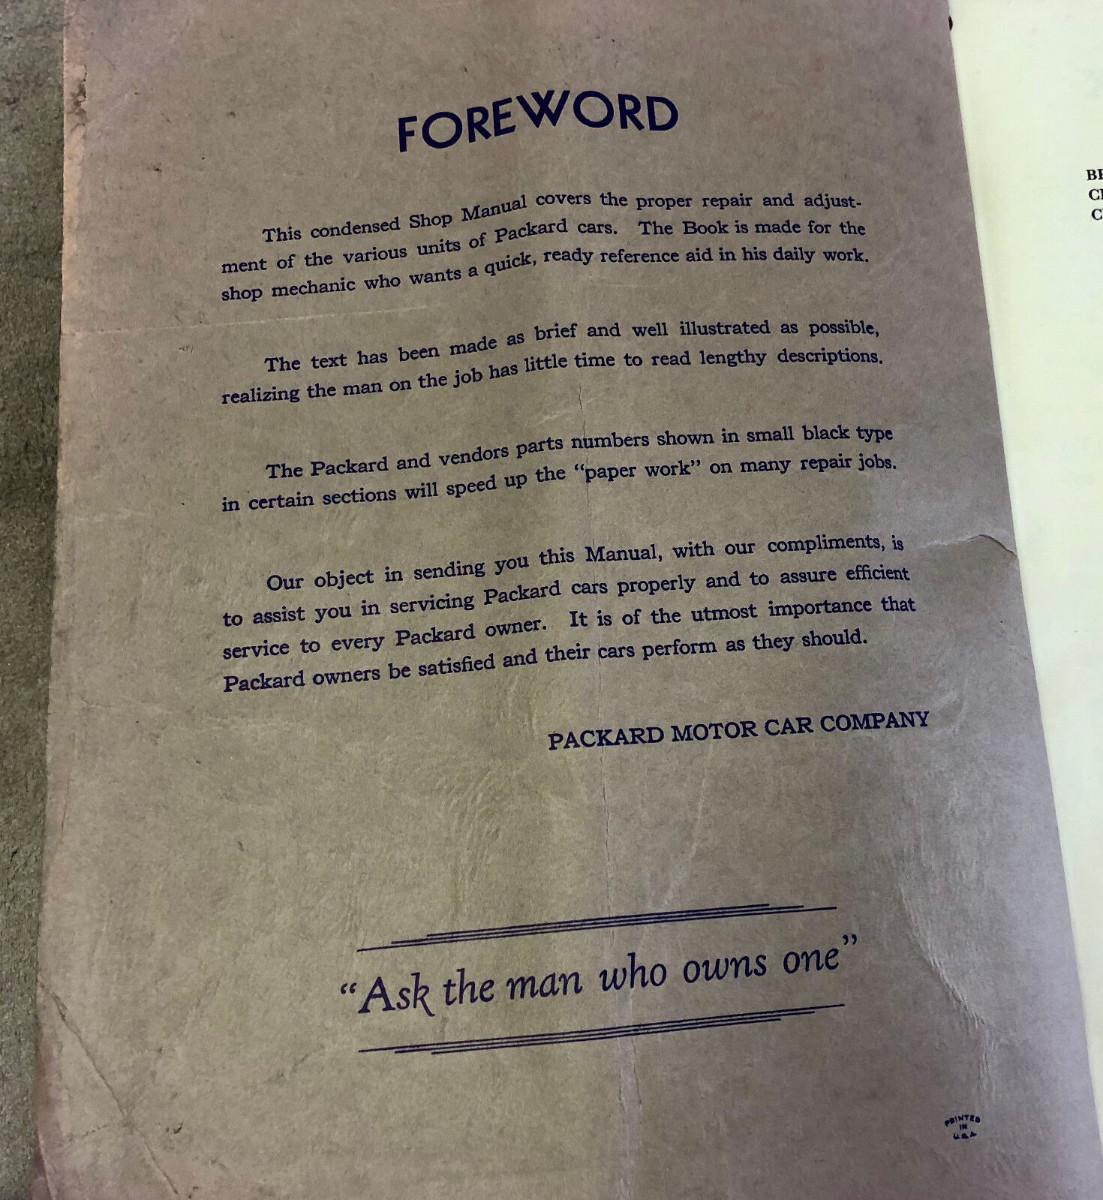 FOREWORD
This condensed Shop Manual covers the proper repair and adjust-
ment of the various units of Packard cars. The Book is made for the
shop mechanic who wants a quick, ready reference aid in his daily work.
The text has been made as brief and well illustrated as possible,
realizing the man on the job has little time to read lengthy descriptions.
The Packard and vendors parts numbers shown in small black type
in certain sections will speed up the “paper work” on many repair jobs.
Our object in sending you this Manual, with our compliments, is
to assist you in servicing Packard cars properly and to assure efficient
service to every Packard owner. It is of the utmost importance that
Packard owners be satisfied and their cars perform as they should.
PACKARD MOTOR CAR COMPANY
“Ask the man who owns one”
PRINTED
IN
U.S.A.